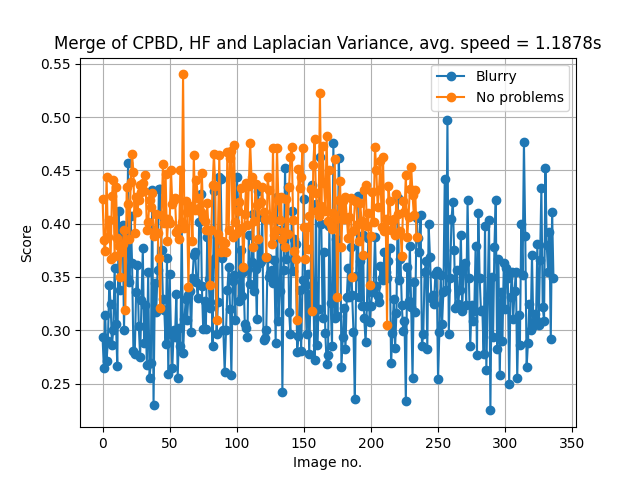 Merge of CPBD, HF and Laplacian Variance, avg. speed = 1.1878s
Blurry
No problems
0.55
0.50
0.45
0.40
0.35
0.30
0.25
Score
0 50 100 150 200 250 300 350
Image no.